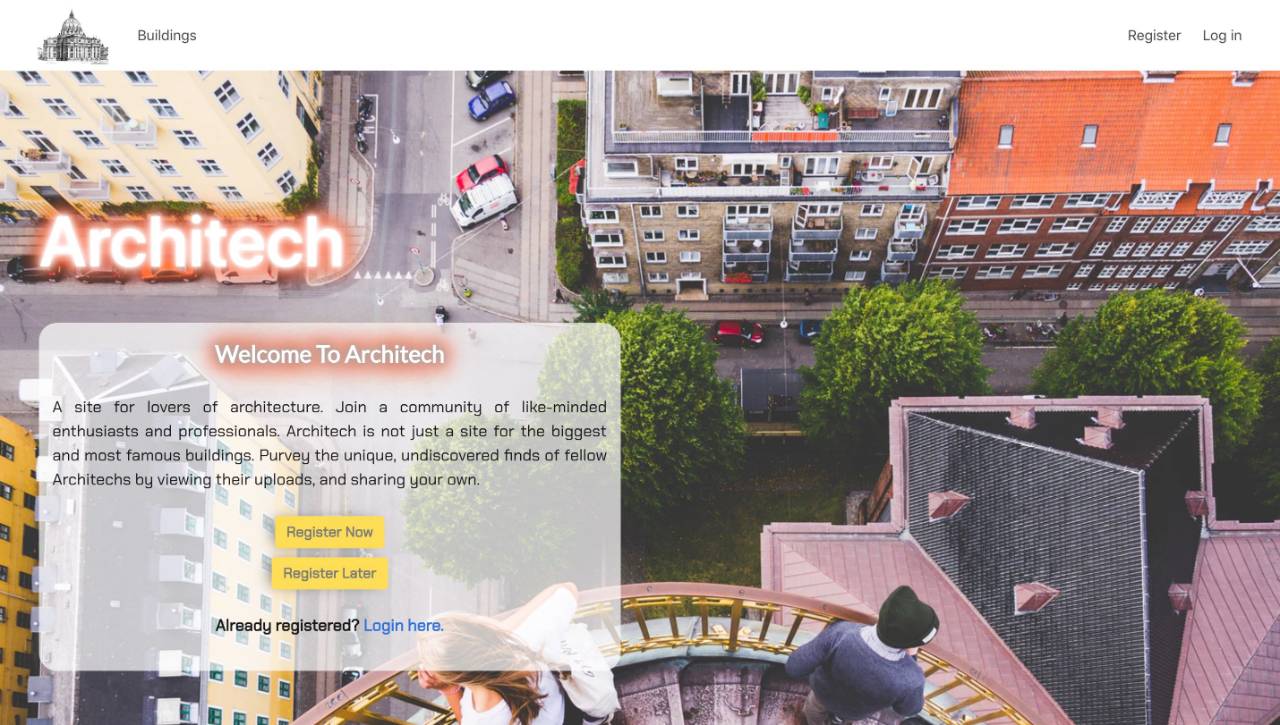 Buildings
Register
Log in
Architech
Welcome To Architech
A site for lovers of architecture. Join a community of like-minded
enthusiasts and professionals. Architech is not just a site for the biggest
and most famous buildings. Purvey the unique, undiscovered finds of fellow
Architechs by viewing their uploads, and sharing your own.
Register Now
Register Later
Already registered? Login here.